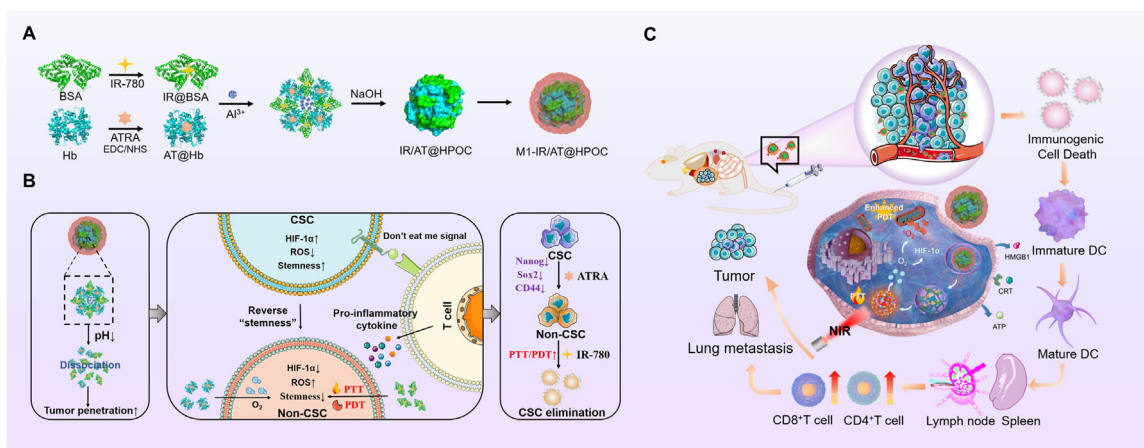 A
BSA
IR-780
IR@BSA
Hb
ATRA
EDC/NHS
AT@Hb
Al³⁺
NaOH
IR/AT@HPOC
M1-IR/AT@HPOC
B
pH↓
Dissociation
Tumor penetration↑
CSC
HIF-1α↑
ROS↓
Stemness↑
Don't eat me signal
Reverse
"stemness"
Pro-inflammatory
cytokine
T cell
HIF-1α↓
ROS↑
Stemness↓
O₂
PTT
PDT
Non-CSC
CSC
Nanog↓
Sox2↓
CD44↓
ATRA
Non-CSC
PTT/PDT↑
IR-780
CSC elimination
C
Immunogenic
Cell Death
Immature DC
Mature DC
Lymph node
Spleen
CD4⁺T cell
CD8⁺T cell
Lung metastasis
Tumor
Enhanced
PDT
O₂
HIF-1α
PTT
NIR
HMGB1
CRT
ATP